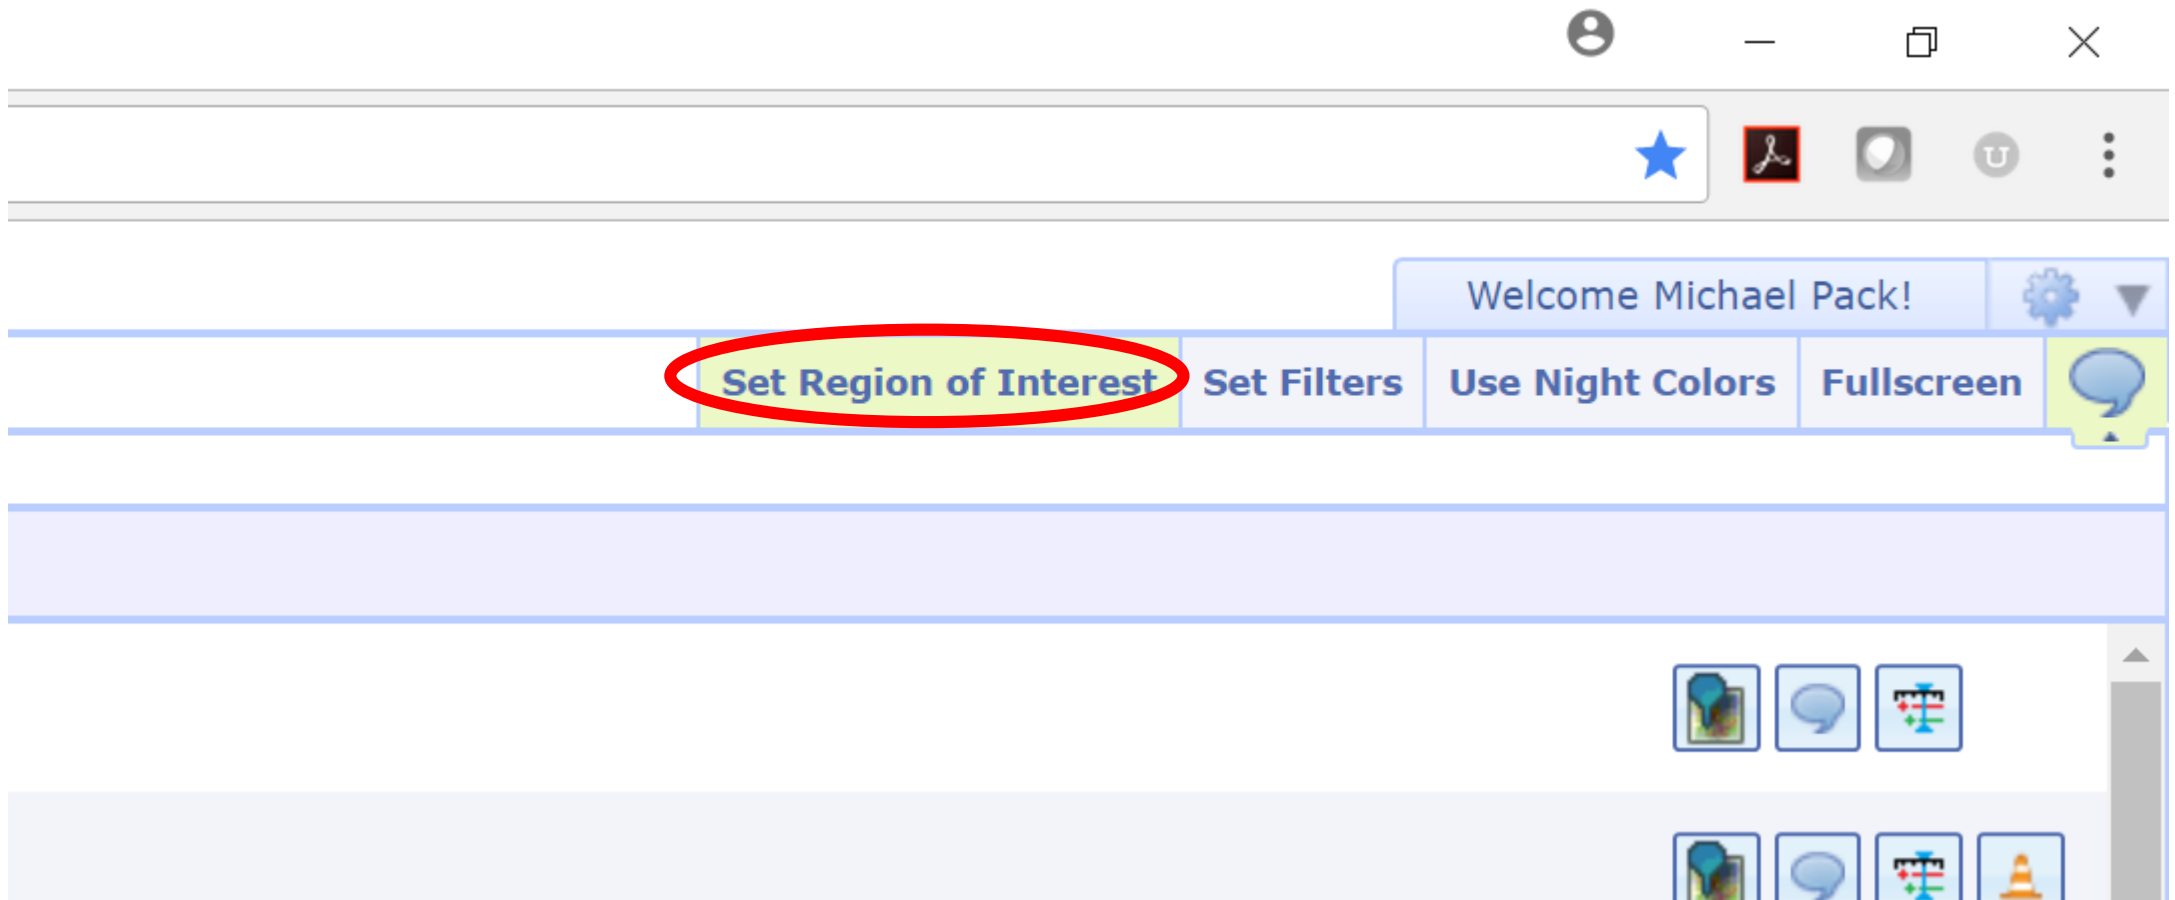 U
Welcome Michael Pack!
Set Region of Interest Set Filters Use Night Colors Fullscreen